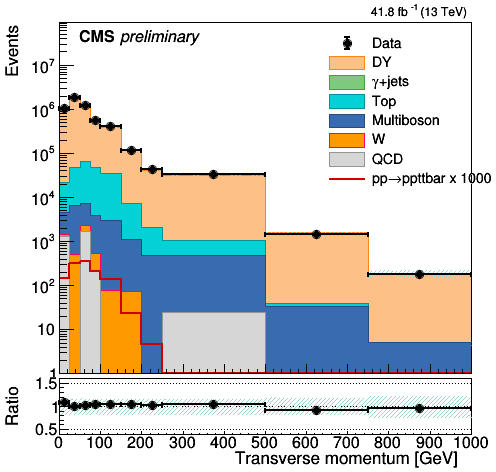 41.8 fb⁻¹ (13 TeV)
CMS preliminary
Events
Data
DY
γ+jets
Top
Multiboson
W
QCD
pp→ppttbar x 1000
10⁷
10⁶
10⁵
10⁴
10³
10²
10
1
Ratio
1.5
1
0.5
0 100 200 300 400 500 600 700 800 900 1000
Transverse momentum [GeV]